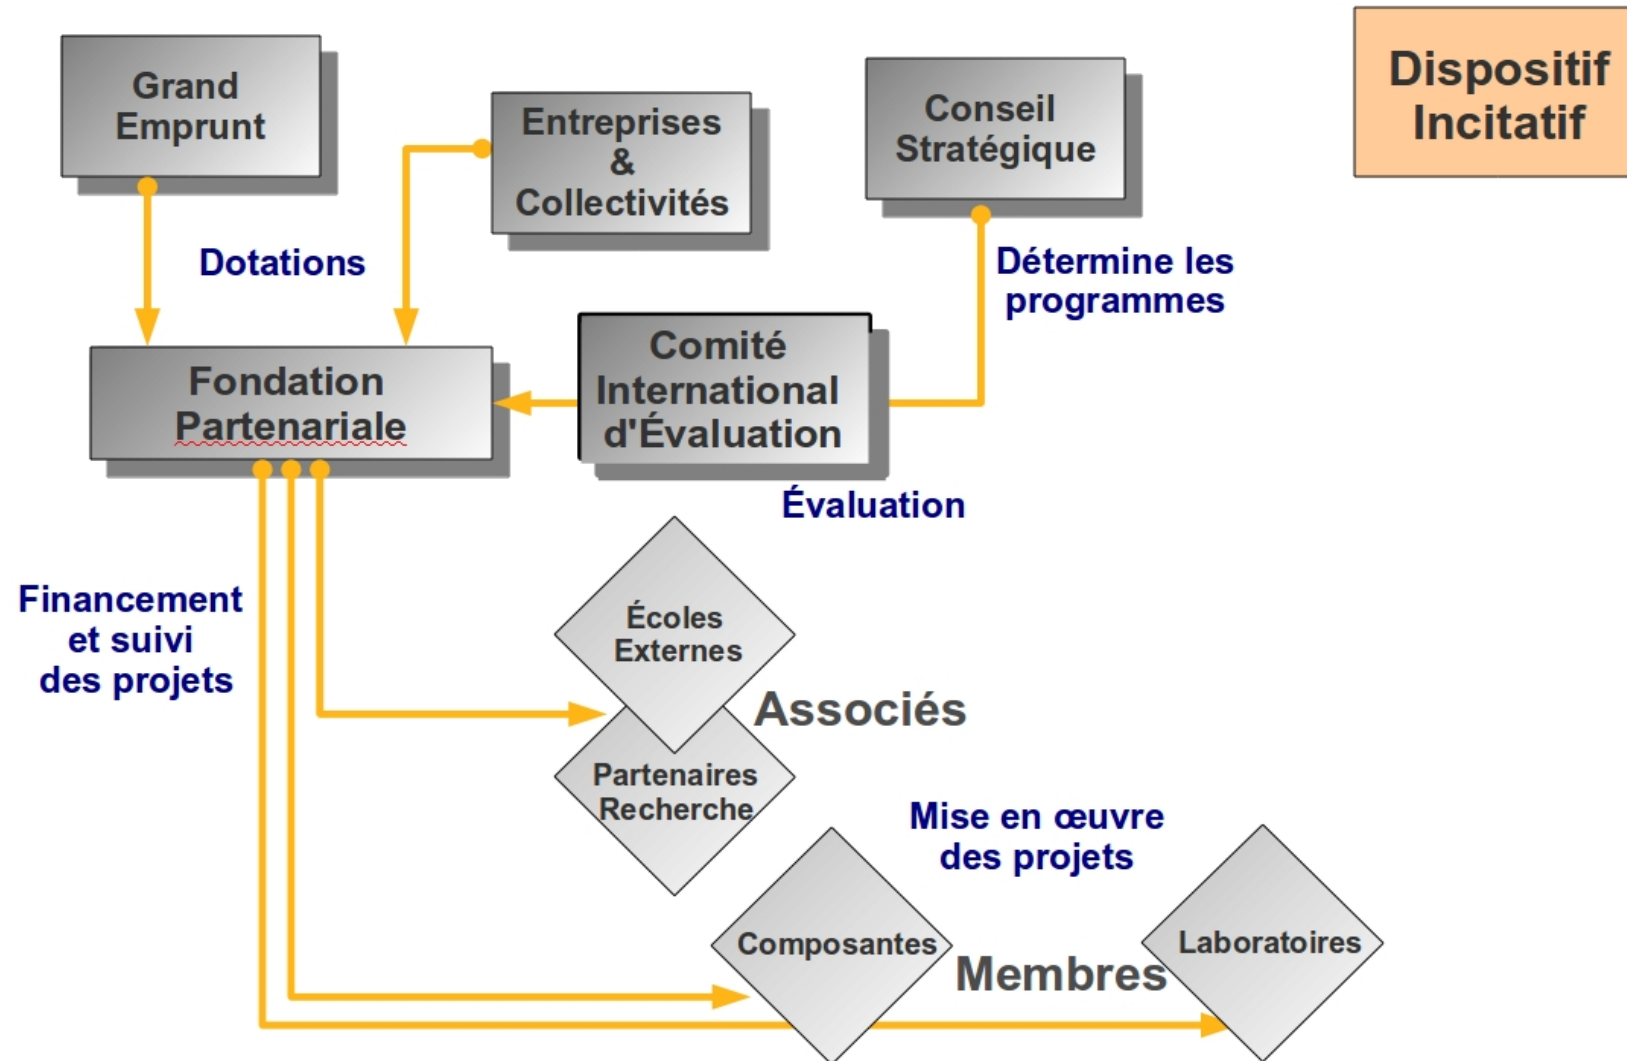 Grand
Emprunt
Entreprises
&
Collectivités
Conseil
Stratégique
Dispositif
Incitatif
Dotations
Détermine les
programmes
Fondation
Partenariale
Comité
International
d'Évaluation
Évaluation
Financement
et suivi
des projets
Écoles
Externes
Associés
Partenaires
Recherche
Mise en œuvre
des projets
Composantes
Membres
Laboratoires